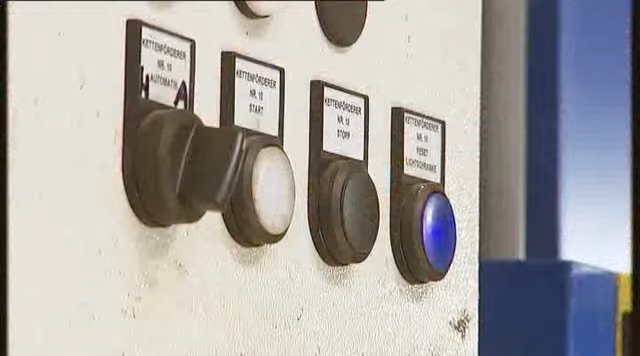 KETTENFÖRDERER
NR. 10
AUTOMATIK
H A
KETTENFÖRDERER
NR. 10
START
KETTENFÖRDERER
NR. 10
STOPP
KETTENFÖRDERER
NR. 10
RESET
LICHTSCHRANKE